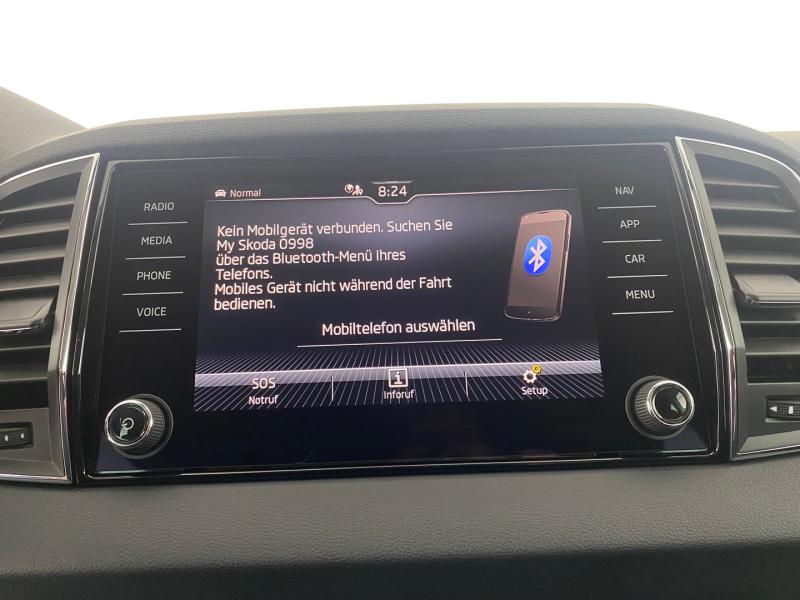 Normal
8:24
RADIO
MEDIA
PHONE
VOICE
Kein Mobilgerät verbunden. Suchen Sie
My Skoda 0998
über das Bluetooth-Menü Ihres
Telefons.
Mobiles Gerät nicht während der Fahrt
bedienen.
Mobiltelefon auswählen
SOS
Notruf
i
Inforuf
Setup
NAV
APP
CAR
MENU